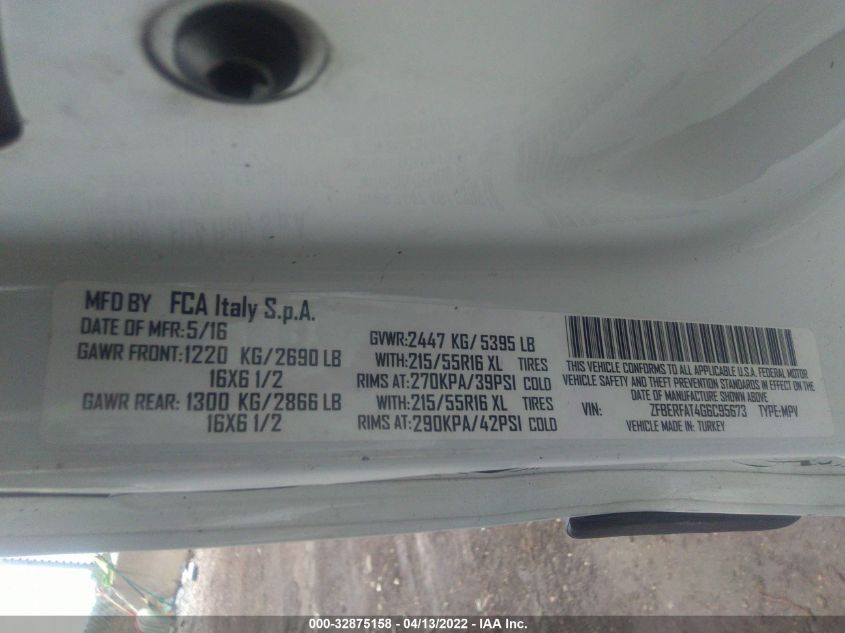 MFD BY FCA Italy S.p.A.
DATE OF MFR:5/16
GAWR FRONT:1220 KG/2690 LB
16X6 1/2
GAWR REAR: 1300 KG/2866 LB
16X6 1/2
GVWR:2447 KG/ 5395 LB
WITH:215/55R16 XL TIRES
RIMS AT:270KPA/39PSI COLD
WITH:215/55R16 XL TIRES
RIMS AT:290KPA/42PSI COLD
THIS VEHICLE CONFORMS TO ALL APPLICABLE U.S.A. FEDERAL MOTOR
VEHICLE SAFETY AND THEFT PREVENTION STANDARDS IN EFFECT ON THE
DATE OF MANUFACTURE SHOWN ABOVE
VIN: ZFBERFAT4G6C95673 TYPE:MPV
VEHICLE MADE IN: TURKEY
000-32875158 - 04/13/2022 - IAA Inc.